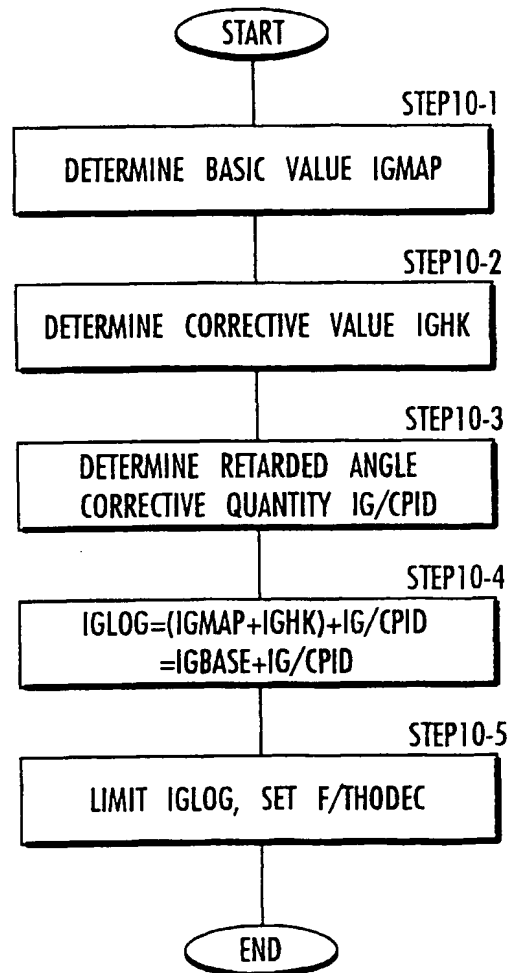 START
STEP10-1
DETERMINE BASIC VALUE IGMAP
STEP10-2
DETERMINE CORRECTIVE VALUE IGHK
STEP10-3
DETERMINE RETARDED ANGLE
CORRECTIVE QUANTITY IG/CPID
STEP10-4
IGLOG=(IGMAP+IGHK)+IG/CPID
=IGBASE+IG/CPID
STEP10-5
LIMIT IGLOG, SET F/THODEC
END